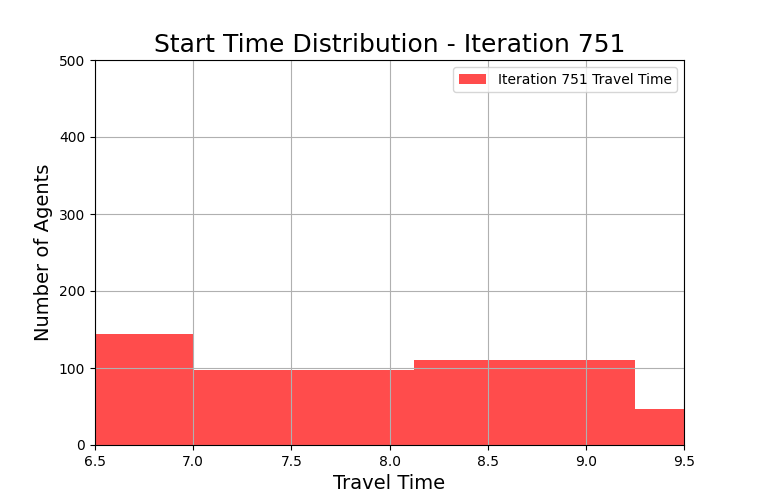 Start Time Distribution - Iteration 751
Iteration 751 Travel Time
Number of Agents
500
400
300
200
100
0
6.5 7.0 7.5 8.0 8.5 9.0 9.5
Travel Time